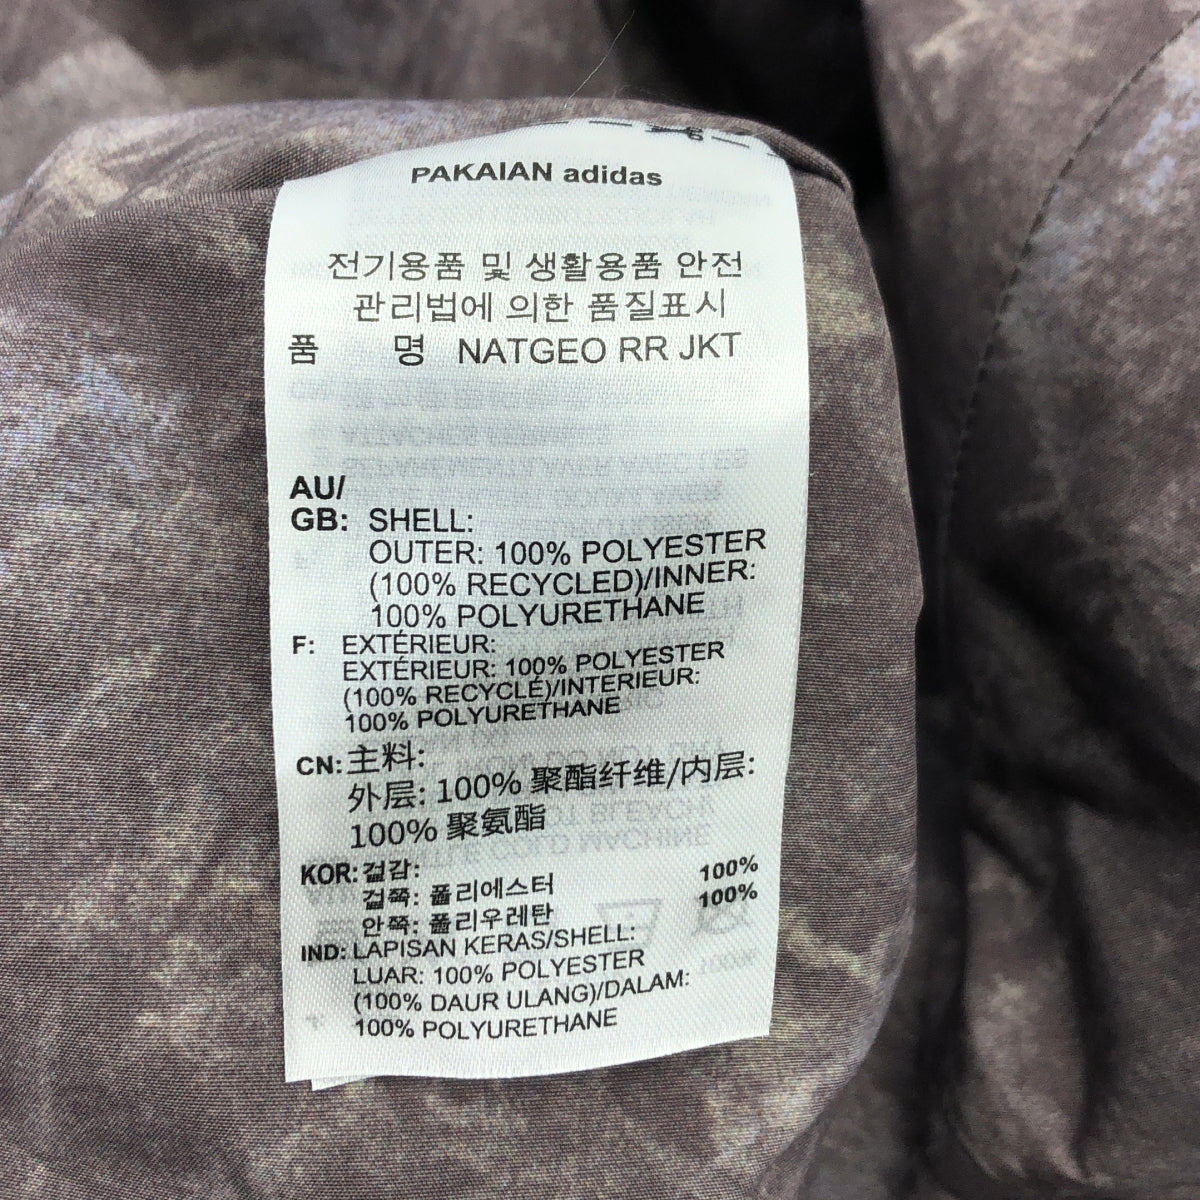 PAKAIAN adidas
전기용품 및 생활용품 안전
관리법에 의한 품질표시
품 명 NATGEO RR JKT
AU/
GB: SHELL:
OUTER: 100% POLYESTER
(100% RECYCLED)/INNER:
100% POLYURETHANE
F: EXTÉRIEUR:
EXTÉRIEUR: 100% POLYESTER
(100% RECYCLÉ)/INTERIEUR:
100% POLYURETHANE
CN: 主料:
外层: 100% 聚酯纤维/内层:
100% 聚氨酯
KOR: 겉감:
겉쪽: 폴리에스터 100%
안쪽: 폴리우레탄 100%
IND: LAPISAN KERAS/SHELL:
LUAR: 100% POLYESTER
(100% DAUR ULANG)/DALAM:
100% POLYURETHANE